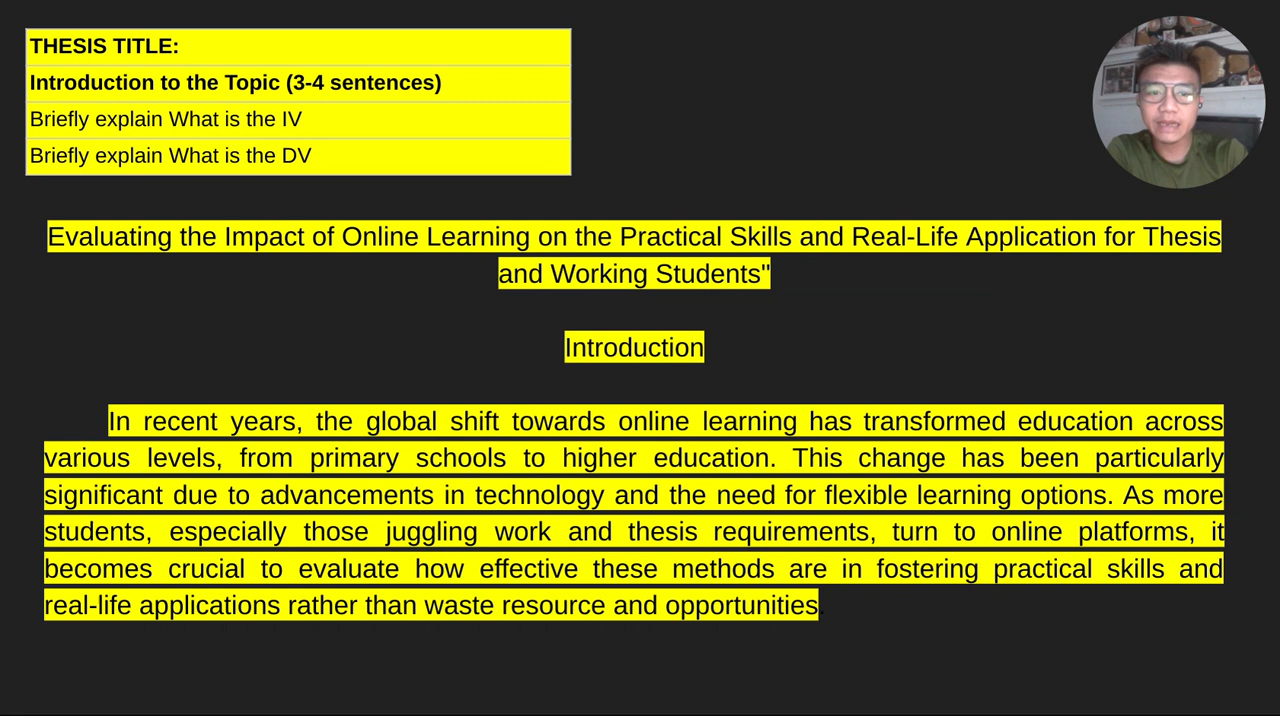 THESIS TITLE:
Introduction to the Topic (3-4 sentences)
Briefly explain What is the IV
Briefly explain What is the DV
Evaluating the Impact of Online Learning on the Practical Skills and Real-Life Application for Thesis
and Working Students"
Introduction
In recent years, the global shift towards online learning has transformed education across
various levels, from primary schools to higher education. This change has been particularly
significant due to advancements in technology and the need for flexible learning options. As more
students, especially those juggling work and thesis requirements, turn to online platforms, it
becomes crucial to evaluate how effective these methods are in fostering practical skills and
real-life applications rather than waste resource and opportunities.